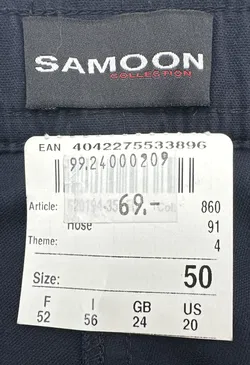 SAMOON
COLLECTION
EAN 4042275533896
99.24000209
69.-
Article: 860
Hose 91
Theme: 4
Size: 50
F I GB US
52 56 24 20